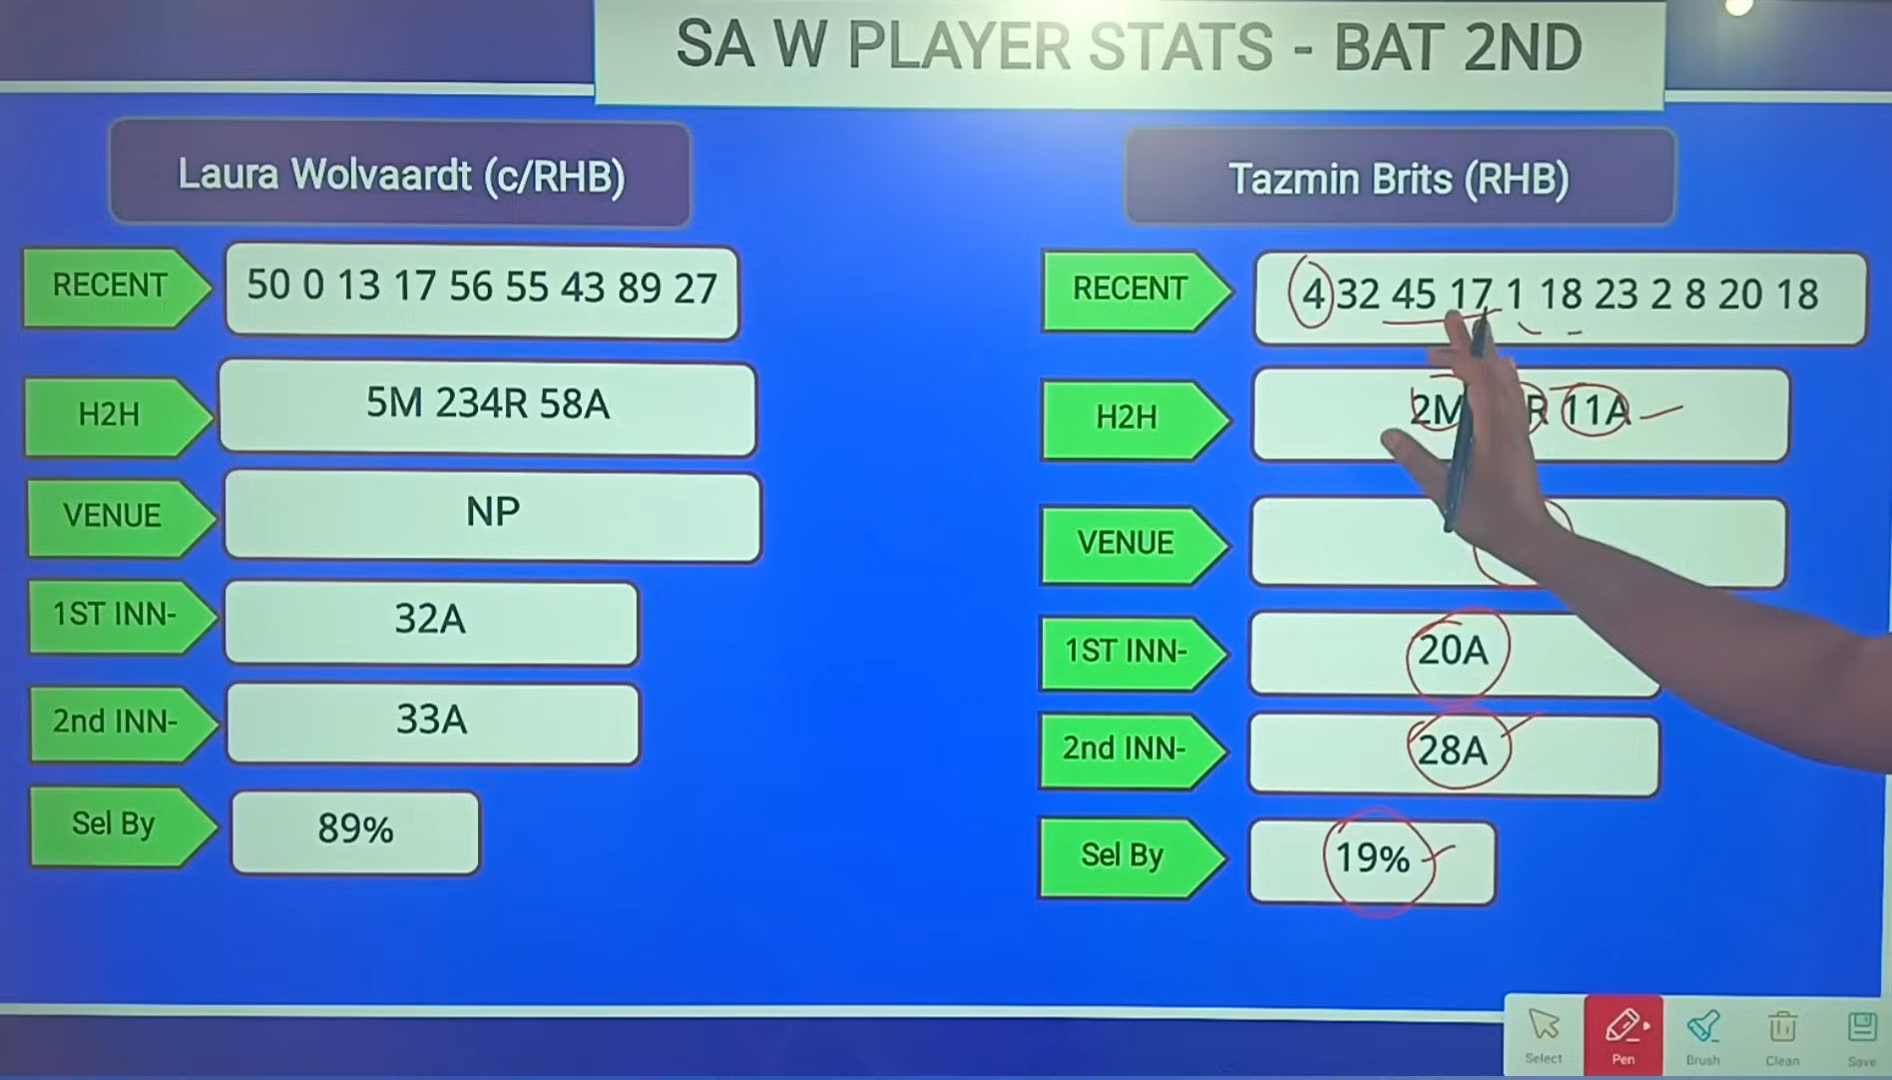 SA W PLAYER STATS - BAT 2ND
Laura Wolvaardt (c/RHB)
RECENT 50 0 13 17 56 55 43 89 27
H2H 5M 234R 58A
VENUE NP
1ST INN- 32A
2nd INN- 33A
Sel By 89%
Tazmin Brits (RHB)
RECENT 4 32 45 17 1 18 23 2 8 20 18
H2H 2M R 11A
VENUE
1ST INN- 20A
2nd INN- 28A
Sel By 19%
Select Pen Brush Clean Save